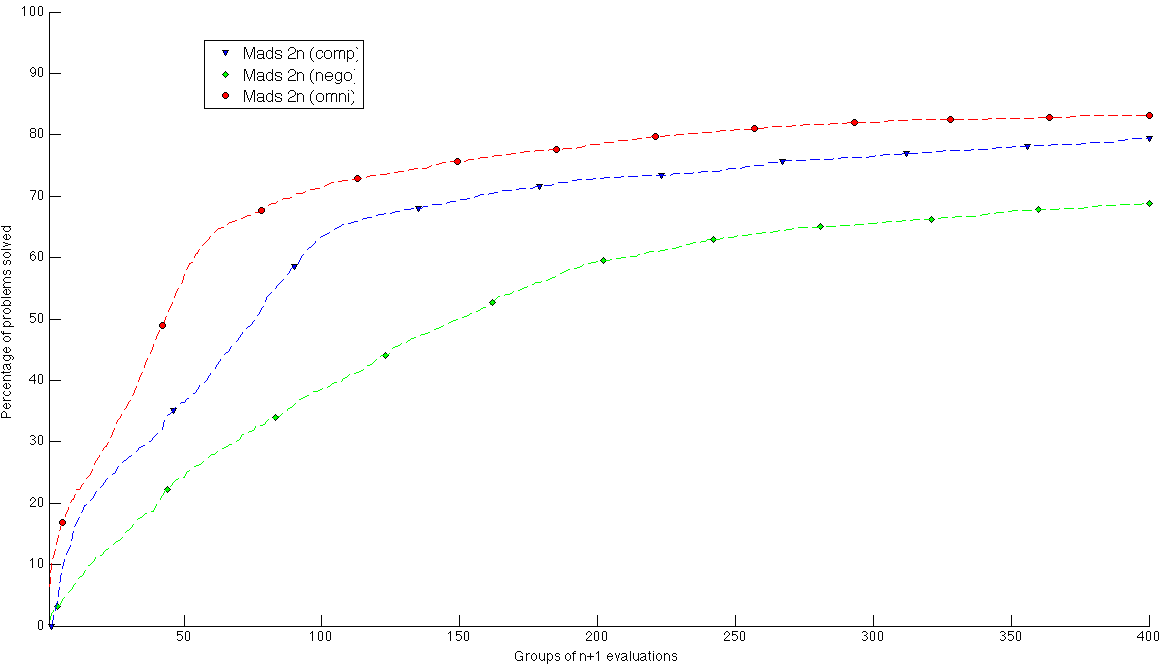 100
90
Mads 2n (comp)
Mads 2n (nego)
Mads 2n (omni)
80
70
60
50
40
30
20
10
0
Percentage of problems solved
50 100 150 200 250 300 350 400
Groups of n+1 evaluations